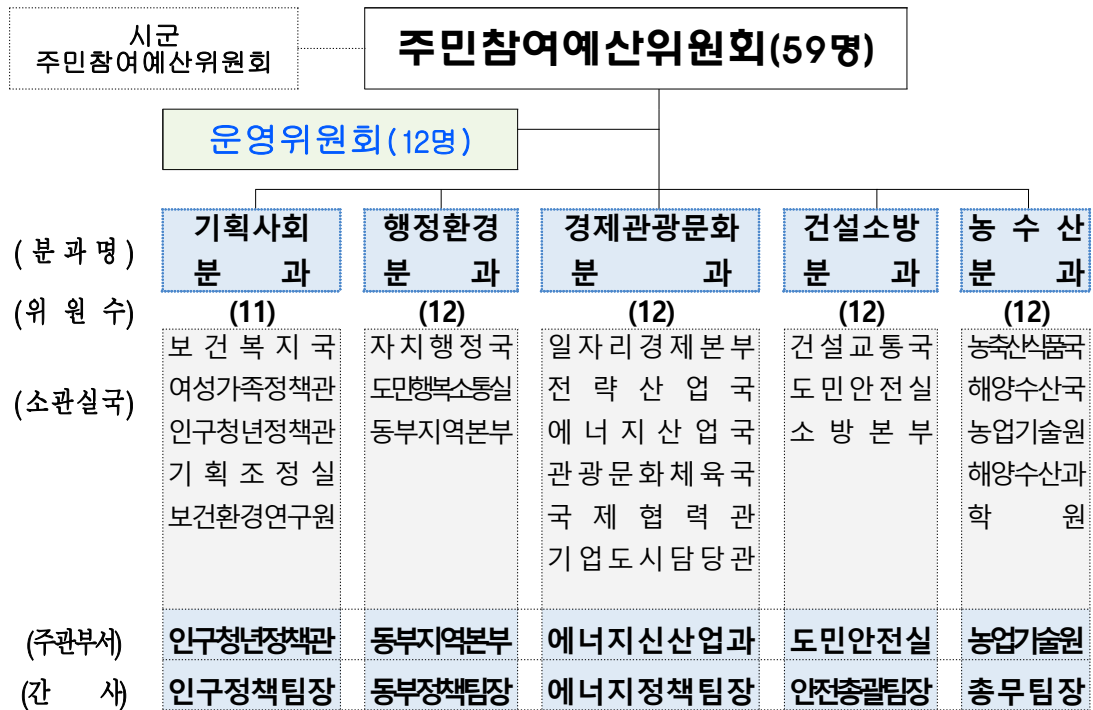 시군
주민참여예산위원회
주민참여예산위원회(59명)
운영위원회(12명)
(분과명)
기획사회
분 과
행정환경
분 과
경제관광문화
분 과
건설소방
분 과
농 수 산
분 과
(위 원 수)
(11)
(12)
(12)
(12)
(12)
(소관실국)
보건복지국
여성가족정책관
인구청년정책관
기획조정실
보건환경연구원
자치행정국
도민행복소통실
동부지역본부
일자리경제본부
전략산업국
에너지산업국
관광문화체육국
국제협력관
기업도시담당관
건설교통국
도민안전실
소방본부
농축산식품국
해양수산국
농업기술원
해양수산과
학 원
(주관부서)
인구청년정책관
동부지역본부
에너지신산업과
도민안전실
농업기술원
(간 사)
인구정책팀장
동부정책팀장
에너지정책팀장
안전총괄팀장
총무팀장